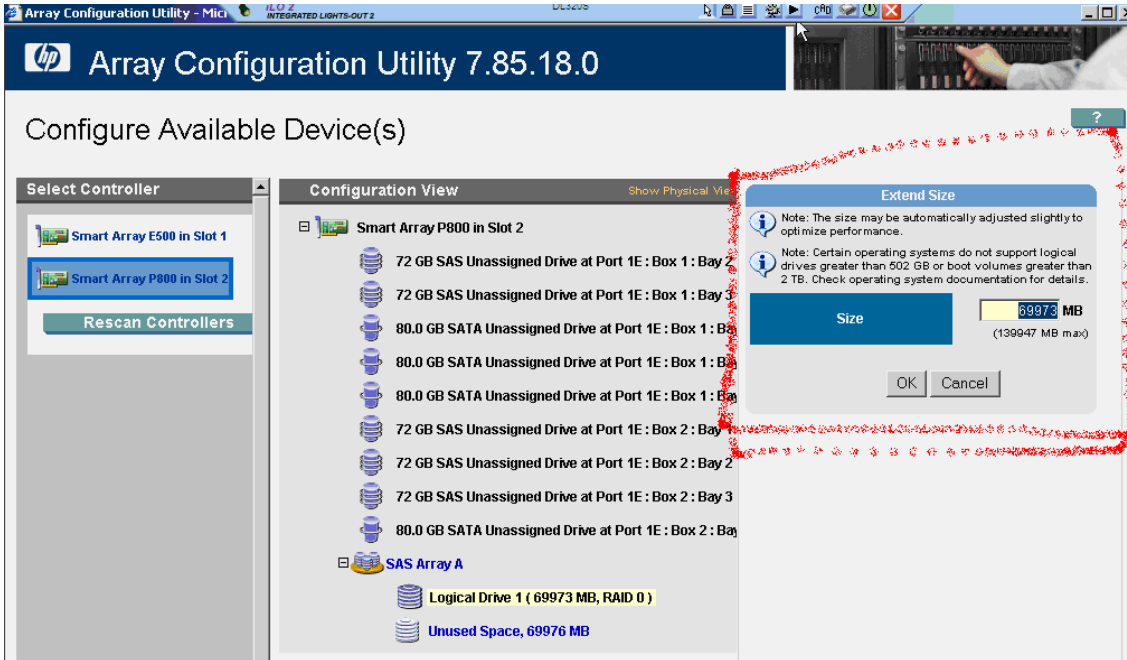 Array Configuration Utility - Micr
iLO 2
INTEGRATED LIGHTS-OUT 2
DL320S
CAD
hp
Array Configuration Utility 7.85.18.0
?
Configure Available Device(s)
Select Controller
Smart Array E500 in Slot 1
Smart Array P800 in Slot 2
Rescan Controllers
Configuration View
Show Physical Vie
Smart Array P800 in Slot 2
72 GB SAS Unassigned Drive at Port 1E : Box 1 : Bay 2
72 GB SAS Unassigned Drive at Port 1E : Box 1 : Bay 3
80.0 GB SATA Unassigned Drive at Port 1E : Box 1 : Ba
80.0 GB SATA Unassigned Drive at Port 1E : Box 1 : Ba
80.0 GB SATA Unassigned Drive at Port 1E : Box 1 : Ba
72 GB SAS Unassigned Drive at Port 1E : Box 2 : Bay 1
72 GB SAS Unassigned Drive at Port 1E : Box 2 : Bay 2
72 GB SAS Unassigned Drive at Port 1E : Box 2 : Bay 3
80.0 GB SATA Unassigned Drive at Port 1E : Box 2 : Bay
SAS Array A
Logical Drive 1 ( 69973 MB, RAID 0 )
Unused Space, 69976 MB
Extend Size
Note: The size may be automatically adjusted slightly to
optimize performance.
Note: Certain operating systems do not support logical
drives greater than 502 GB or boot volumes greater than
2 TB. Check operating system documentation for details.
Size
69973 MB
(139947 MB max)
OK
Cancel